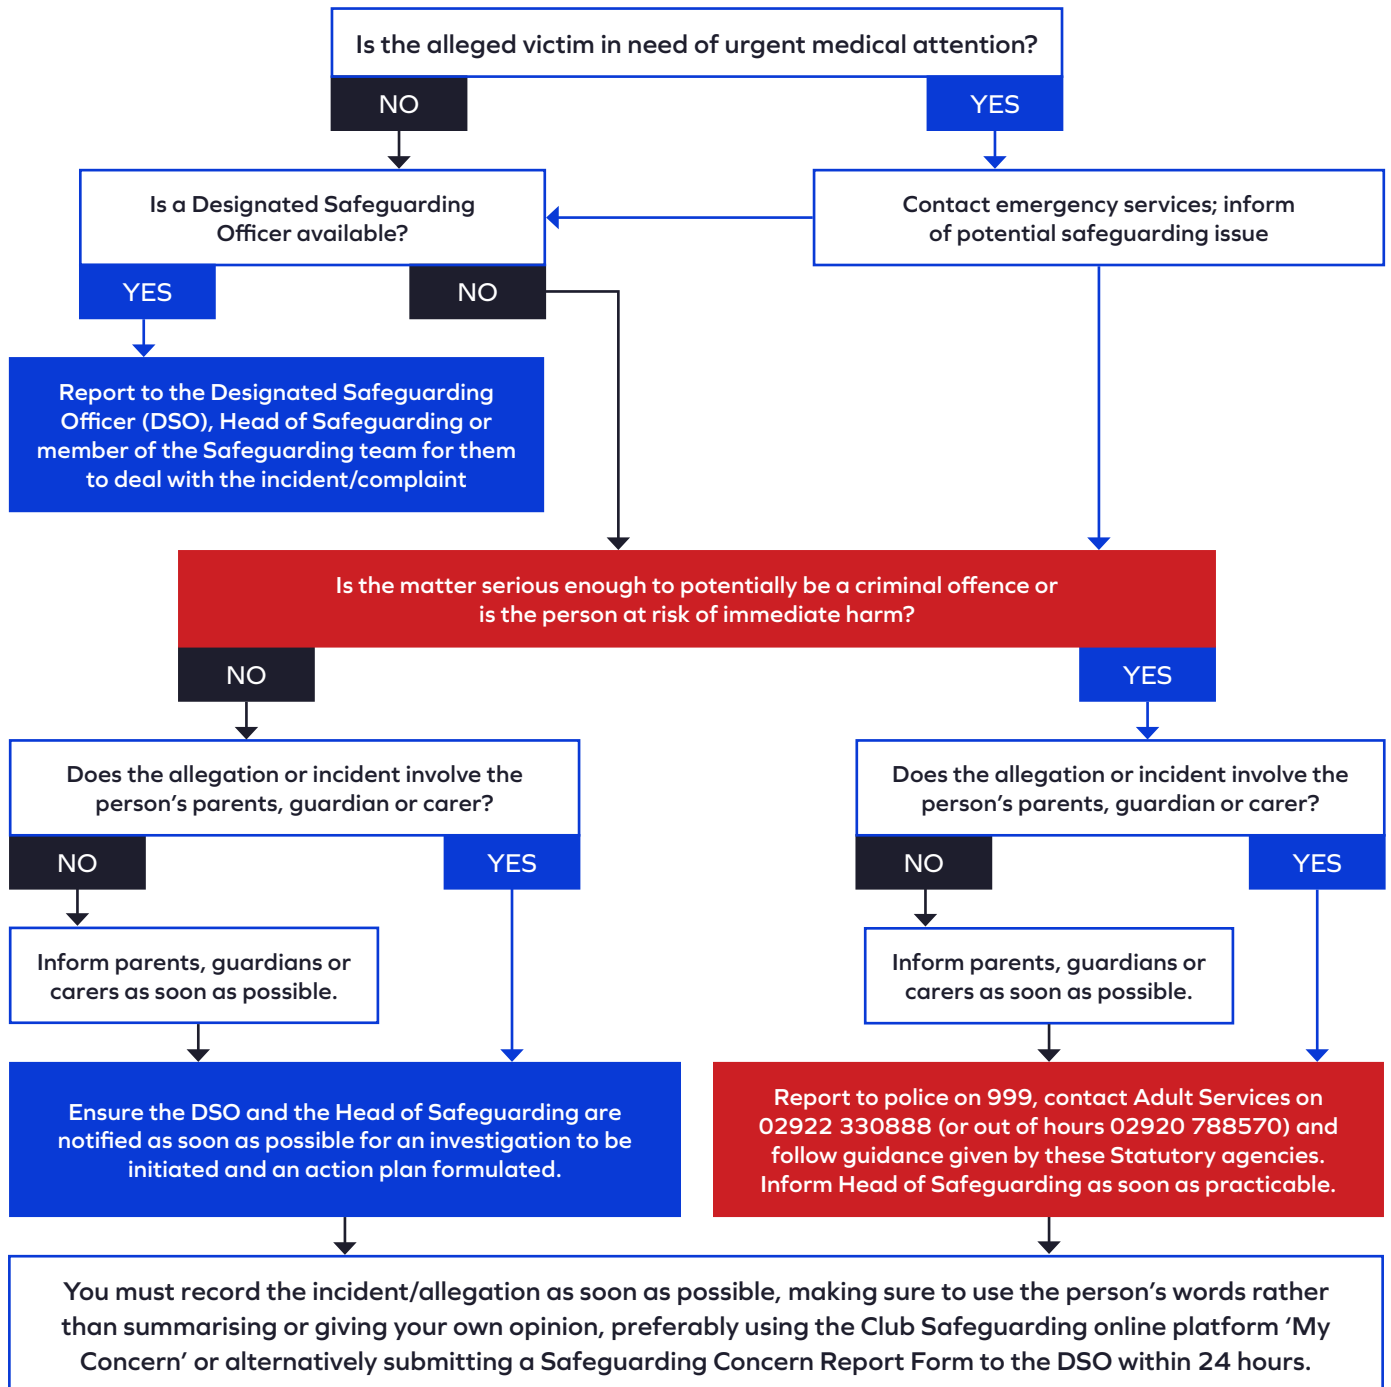 Is the alleged victim in need of urgent medical attention?
NO
YES
Is a Designated Safeguarding
Officer available?
Contact emergency services; inform
of potential safeguarding issue
YES
NO
Report to the Designated Safeguarding
Officer (DSO), Head of Safeguarding or
member of the Safeguarding team for them
to deal with the incident/complaint
Is the matter serious enough to potentially be a criminal offence or
is the person at risk of immediate harm?
NO
YES
Does the allegation or incident involve the
person’s parents, guardian or carer?
Does the allegation or incident involve the
person’s parents, guardian or carer?
NO
YES
NO
YES
Inform parents, guardians or
carers as soon as possible.
Inform parents, guardians or
carers as soon as possible.
Ensure the DSO and the Head of Safeguarding are
notified as soon as possible for an investigation to be
initiated and an action plan formulated.
Report to police on 999, contact Adult Services on
02922 330888 (or out of hours 02920 788570) and
follow guidance given by these Statutory agencies.
Inform Head of Safeguarding as soon as practicable.
You must record the incident/allegation as soon as possible, making sure to use the person’s words rather
than summarising or giving your own opinion, preferably using the Club Safeguarding online platform ‘My
Concern’ or alternatively submitting a Safeguarding Concern Report Form to the DSO within 24 hours.